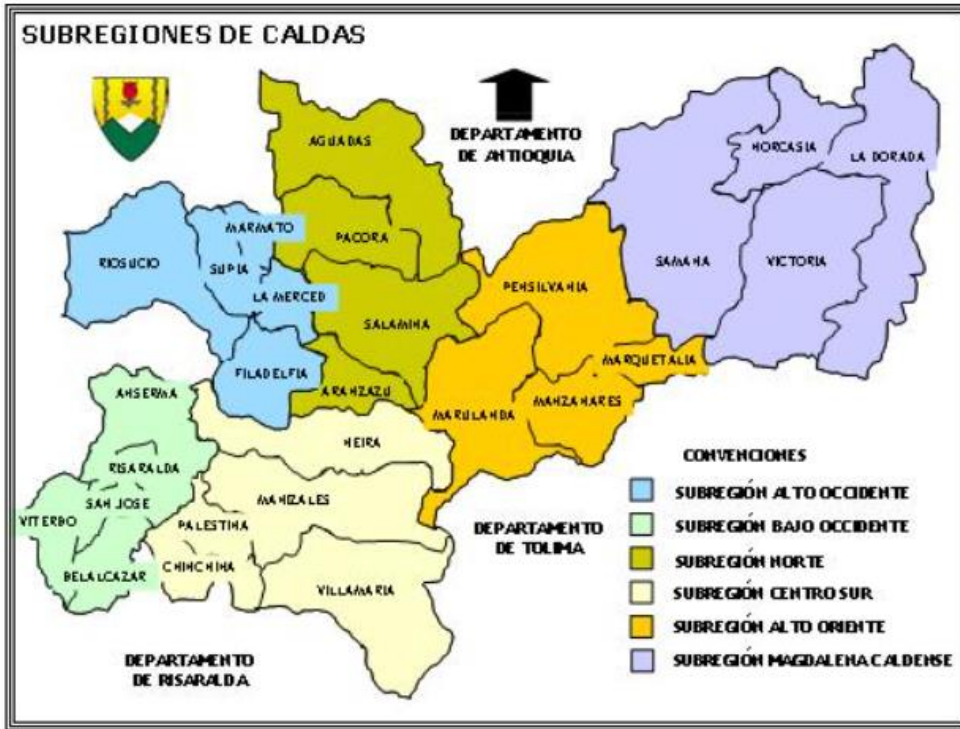 SUBREGIONES DE CALDAS
DEPARTAMENTO
DE ANTIOQUIA
AGUADAS
NORCASIA
LA DORADA
MARMATO
PACORA
RIOSUCIO
SUPIA
SAMANA
VICTORIA
PENSILVANIA
LA MERCED
SALAMINA
FILADELFIA
MARQUETALIA
ARANZAZU
ANSERMA
MARULANDA
MANZANARES
NEIRA
RISARALDA
MANIZALES
SAN JOSE
VITERBO
PALESTINA
CHINCHINA
BELALCAZAR
VILLAMARIA
DEPARTAMENTO
DE TOLIMA
DEPARTAMENTO
DE RISARALDA
CONVENCIONES
SUBREGIÓN ALTO OCCIDENTE
SUBREGIÓN BAJO OCCIDENTE
SUBREGIÓN NORTE
SUBREGIÓN CENTRO SUR
SUBREGIÓN ALTO ORIENTE
SUBREGIÓN MAGDALENA CALDENSE